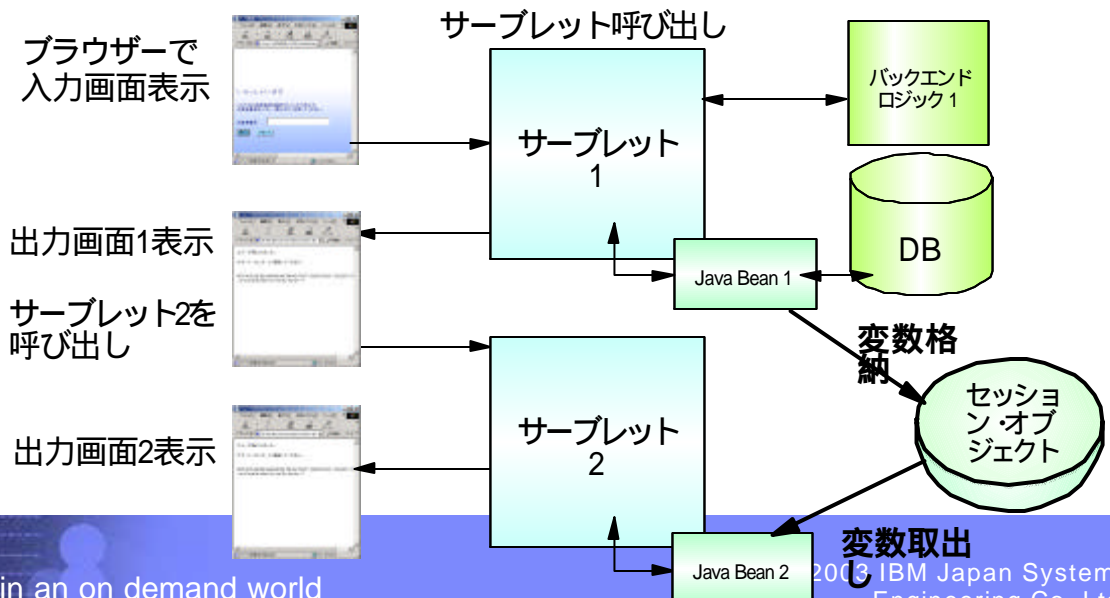 サーブレット呼び出し
ブラウザーで
入力画面表示
バックエンド
ロジック 1
サーブレット
1
出力画面1表示
DB
Java Bean 1
サーブレット2を
呼び出し
変数格
納
セッショ
ン・オブ
ジェクト
サーブレット
2
出力画面2表示
変数取出
し
Java Bean 2
in an on demand world
2003 IBM Japan System
Engineering Co. Lt